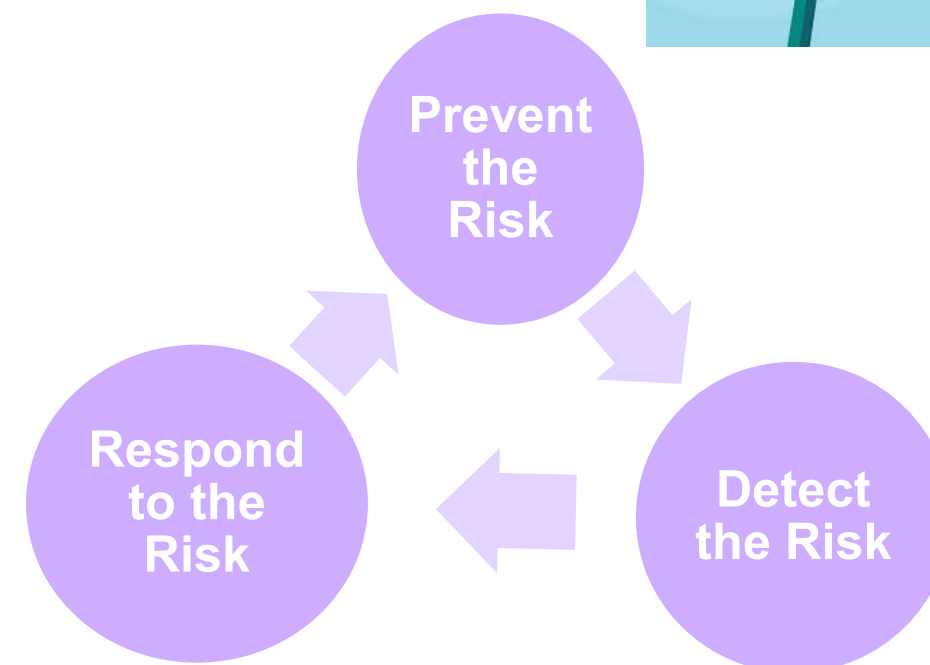 Prevent
the
Risk
Respond
to the
Risk
Detect
the Risk